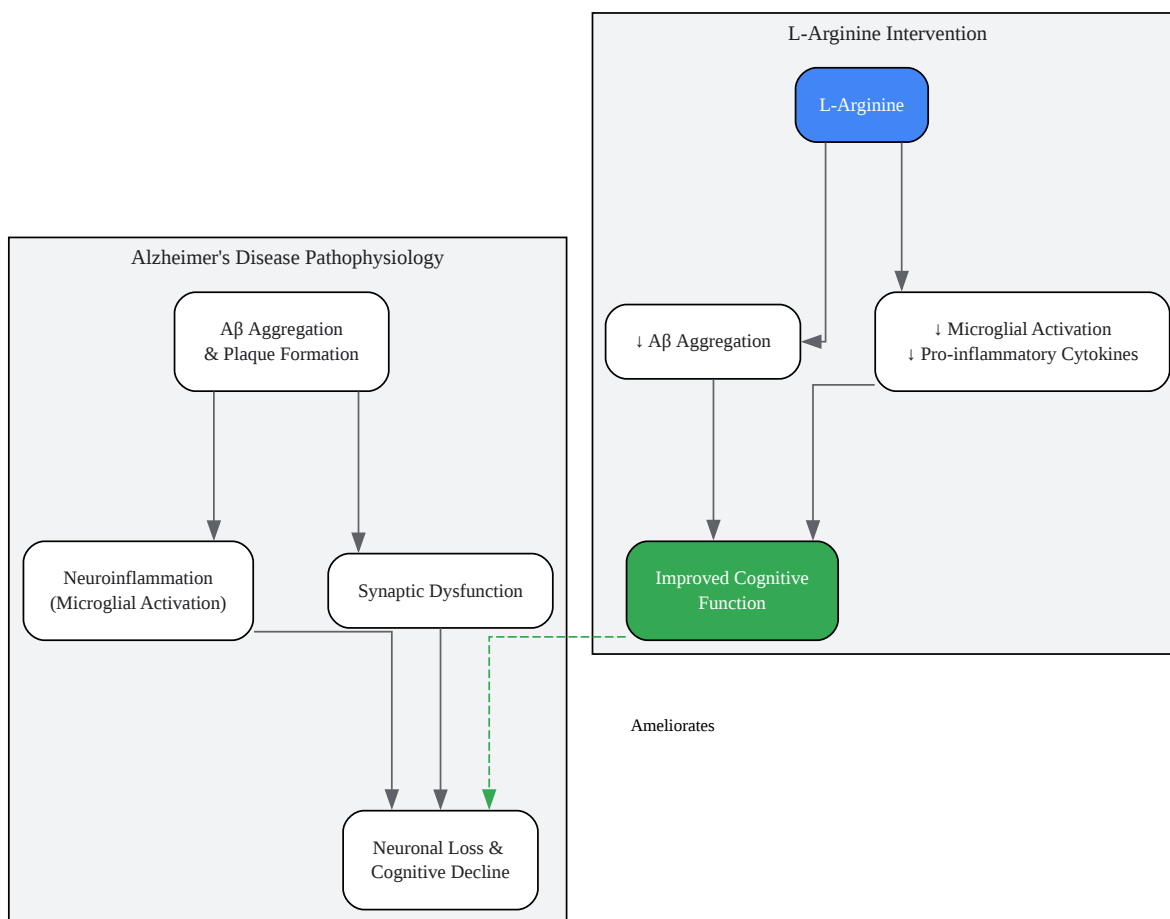 L-Arginine Intervention
L-Arginine
Alzheimer's Disease Pathophysiology
Aβ Aggregation
& Plaque Formation
↓ Aβ Aggregation
↓ Microglial Activation
↓ Pro-inflammatory Cytokines
Neuroinflammation
(Microglial Activation)
Synaptic Dysfunction
Improved Cognitive
Function
Ameliorates
Neuronal Loss &
Cognitive Decline